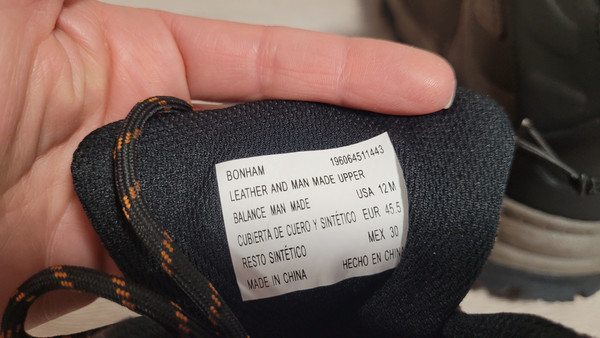 BONHAM 196064511443
LEATHER AND MAN MADE UPPER
BALANCE MAN MADE USA 12 M
CUBIERTA DE CUERO Y SINTÉTICO EUR 45.5
RESTO SINTÉTICO MEX 30
MADE IN CHINA HECHO EN CHINA